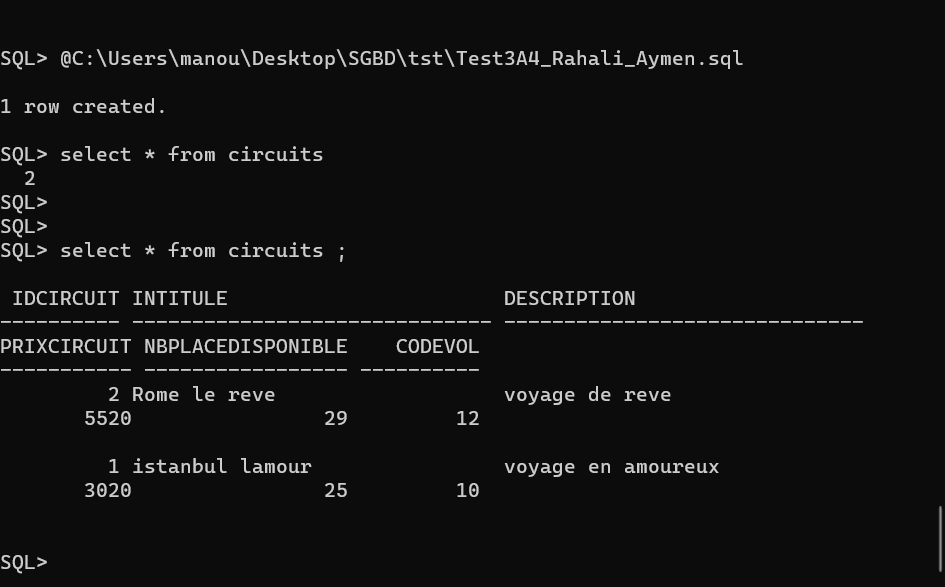 SQL> @C:\Users\manou\Desktop\SGBD\tst\Test3A4_Rahali_Aymen.sql
1 row created.
SQL> select * from circuits
  2
SQL>
SQL>
SQL> select * from circuits ;
 IDCIRCUIT INTITULE                       DESCRIPTION
---------- ------------------------------ ------------------------------
PRIXCIRCUIT NBPLACEDISPONIBLE    CODEVOL
----------- ----------------- ----------
         2 Rome le reve                   voyage de reve
       5520                29         12
         1 istanbul lamour                voyage en amoureux
       3020                25         10
SQL>